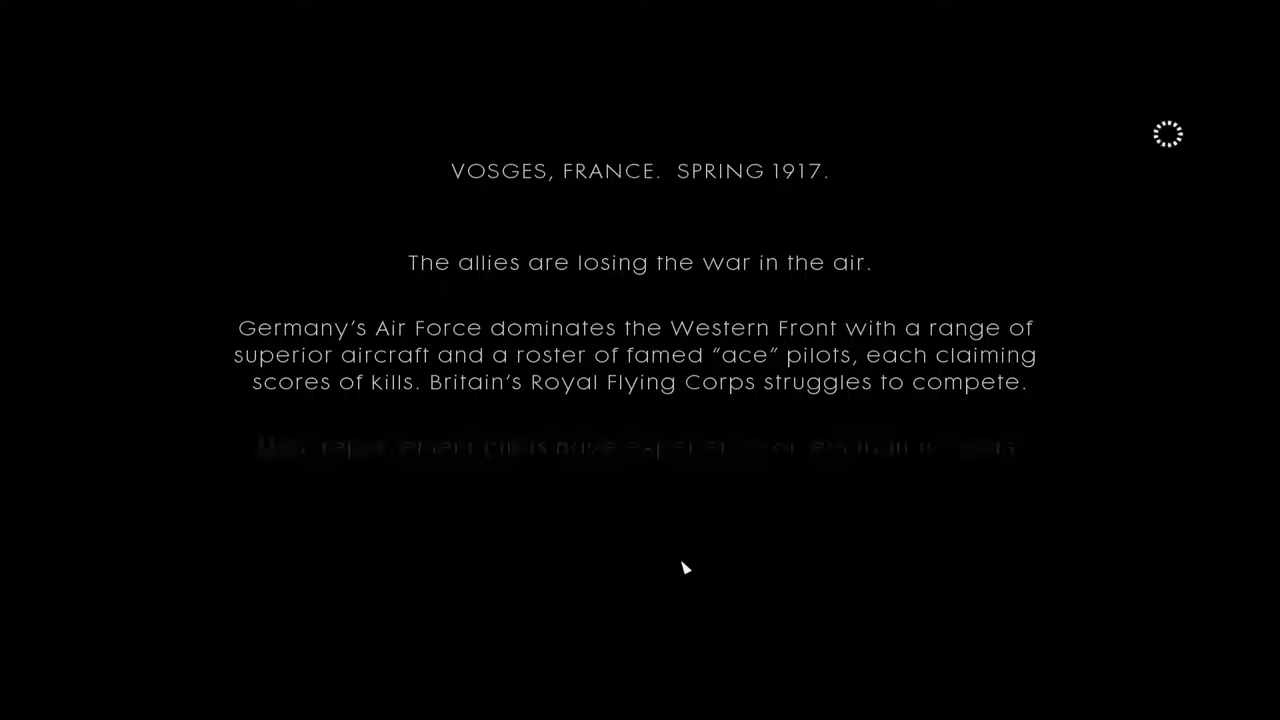 VOSGES, FRANCE. SPRING 1917.
The allies are losing the war in the air.
Germany’s Air Force dominates the Western Front with a range of
superior aircraft and a roster of famed “ace” pilots, each claiming
scores of kills. Britain’s Royal Flying Corps struggles to compete.